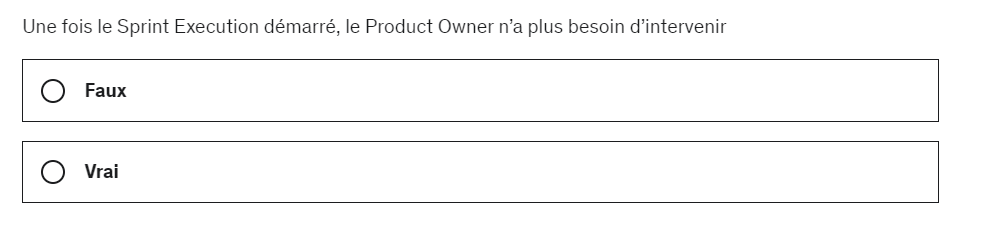 Une fois le Sprint Execution démarré, le Product Owner n’a plus besoin d’intervenir
Faux
Vrai